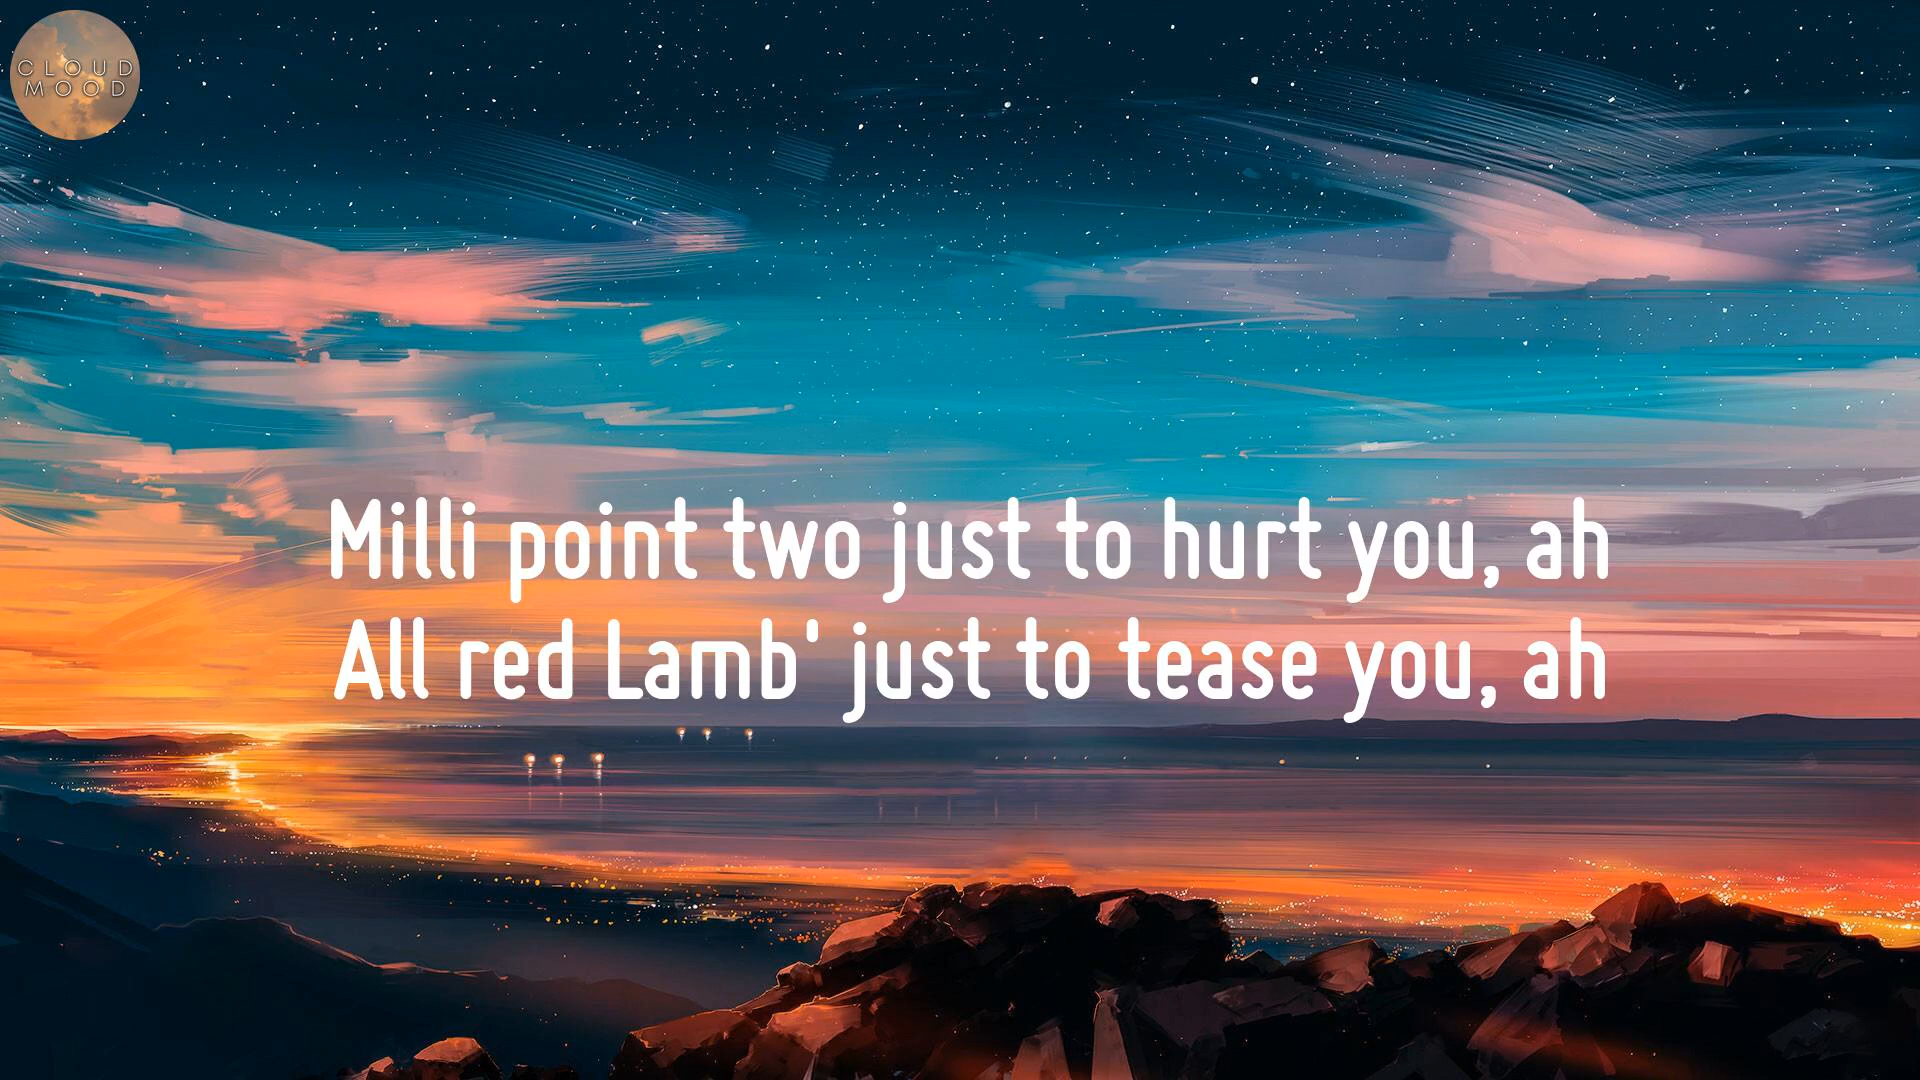 CLOUD
MOOD
Milli point two just to hurt you, ah
All red Lamb' just to tease you, ah